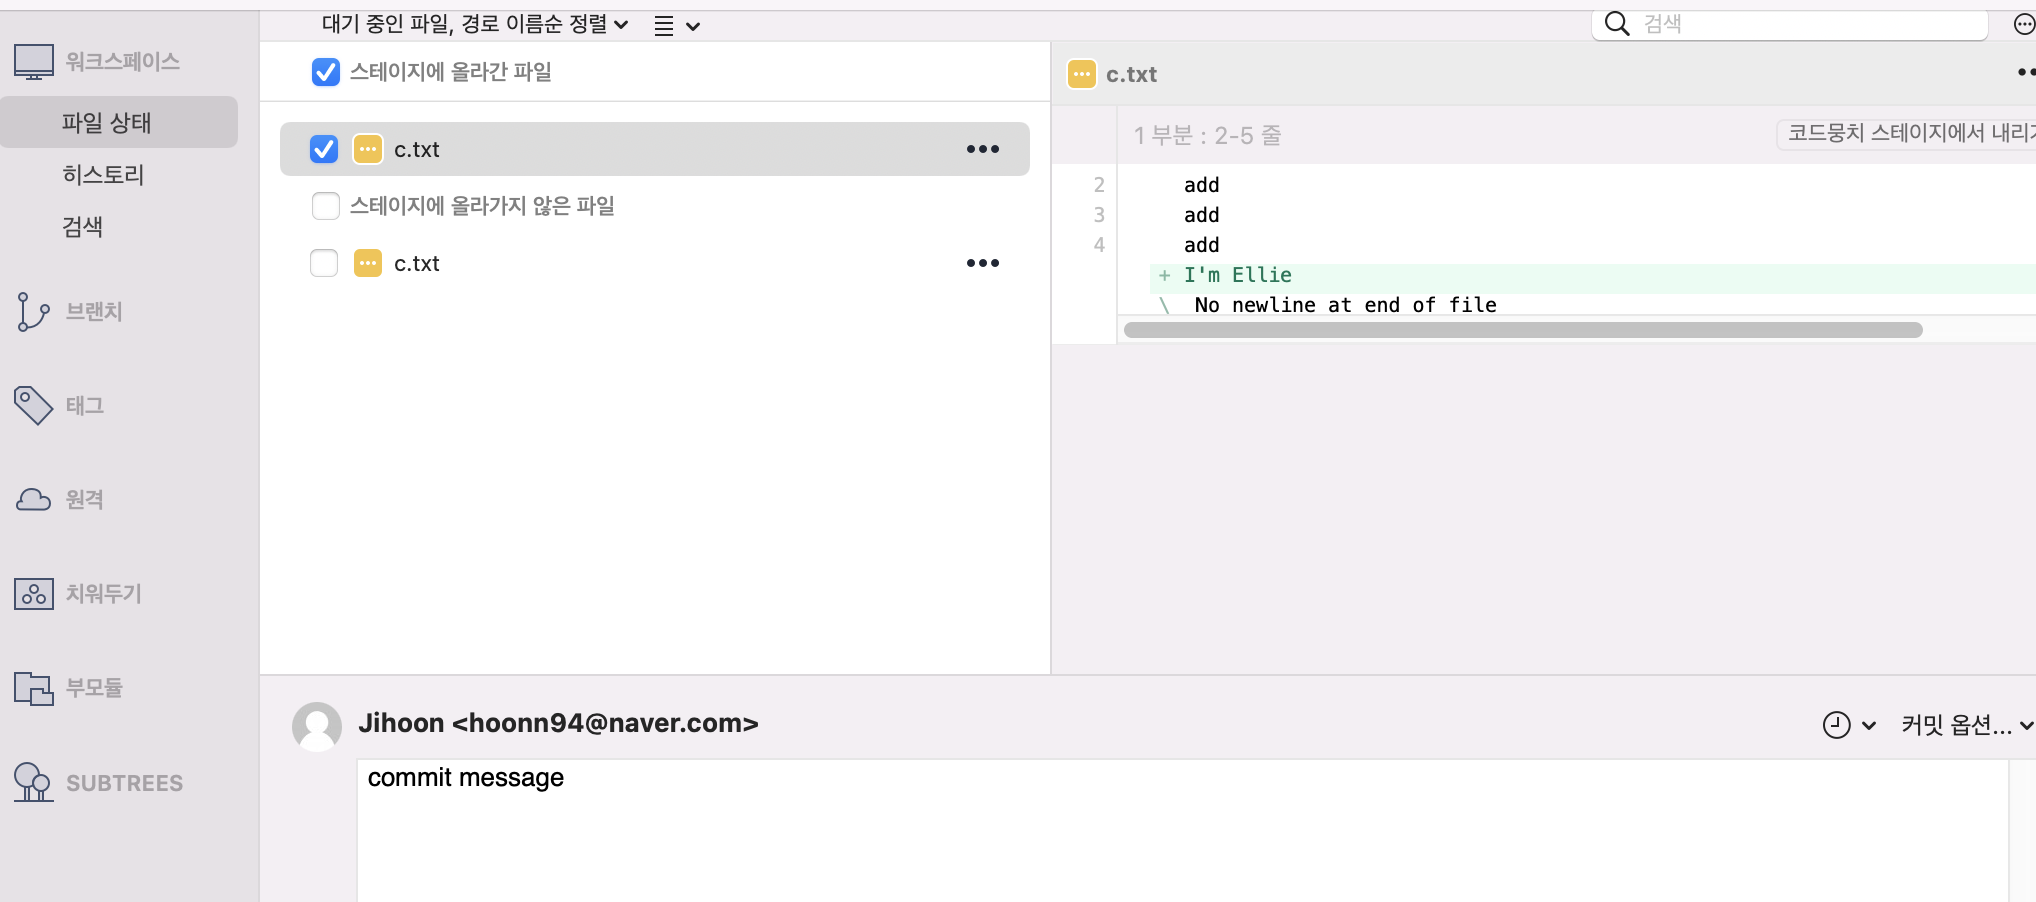 대기 중인 파일, 경로 이름순 정렬
검색
워크스페이스
파일 상태
히스토리
검색
브랜치
태그
원격
치워두기
부모듈
SUBTREES
스테이지에 올라간 파일
c.txt
스테이지에 올라가지 않은 파일
c.txt
c.txt
1 부분 : 2-5 줄
코드뭉치 스테이지에서 내리기
2 add
3 add
4 add
+ I'm Ellie
\ No newline at end of file
Jihoon <hoonn94@naver.com>
커밋 옵션...
commit message